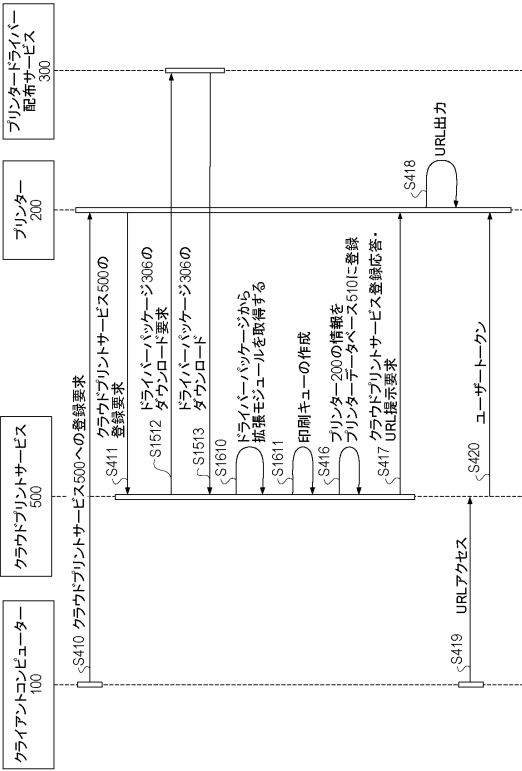 クライアントコンピューター
100
クラウドプリントサービス
500
プリンター
200
プリンタードライバー
配布サービス
300
S410
クラウドプリントサービス500への登録要求
S411
クラウドプリントサービス500の
登録要求
S1512
ドライバーパッケージ306の
ダウンロード要求
S1513
ドライバーパッケージ306の
ダウンロード
S1610
ドライバーパッケージから
拡張モジュールを取得する
S1611
印刷キューの作成
S416
プリンター200の情報を
プリンターデータベース510に登録
S417
クラウドプリントサービス登録応答・
URL提示要求
S418
URL出力
S419
URLアクセス
S420
ユーザートークン